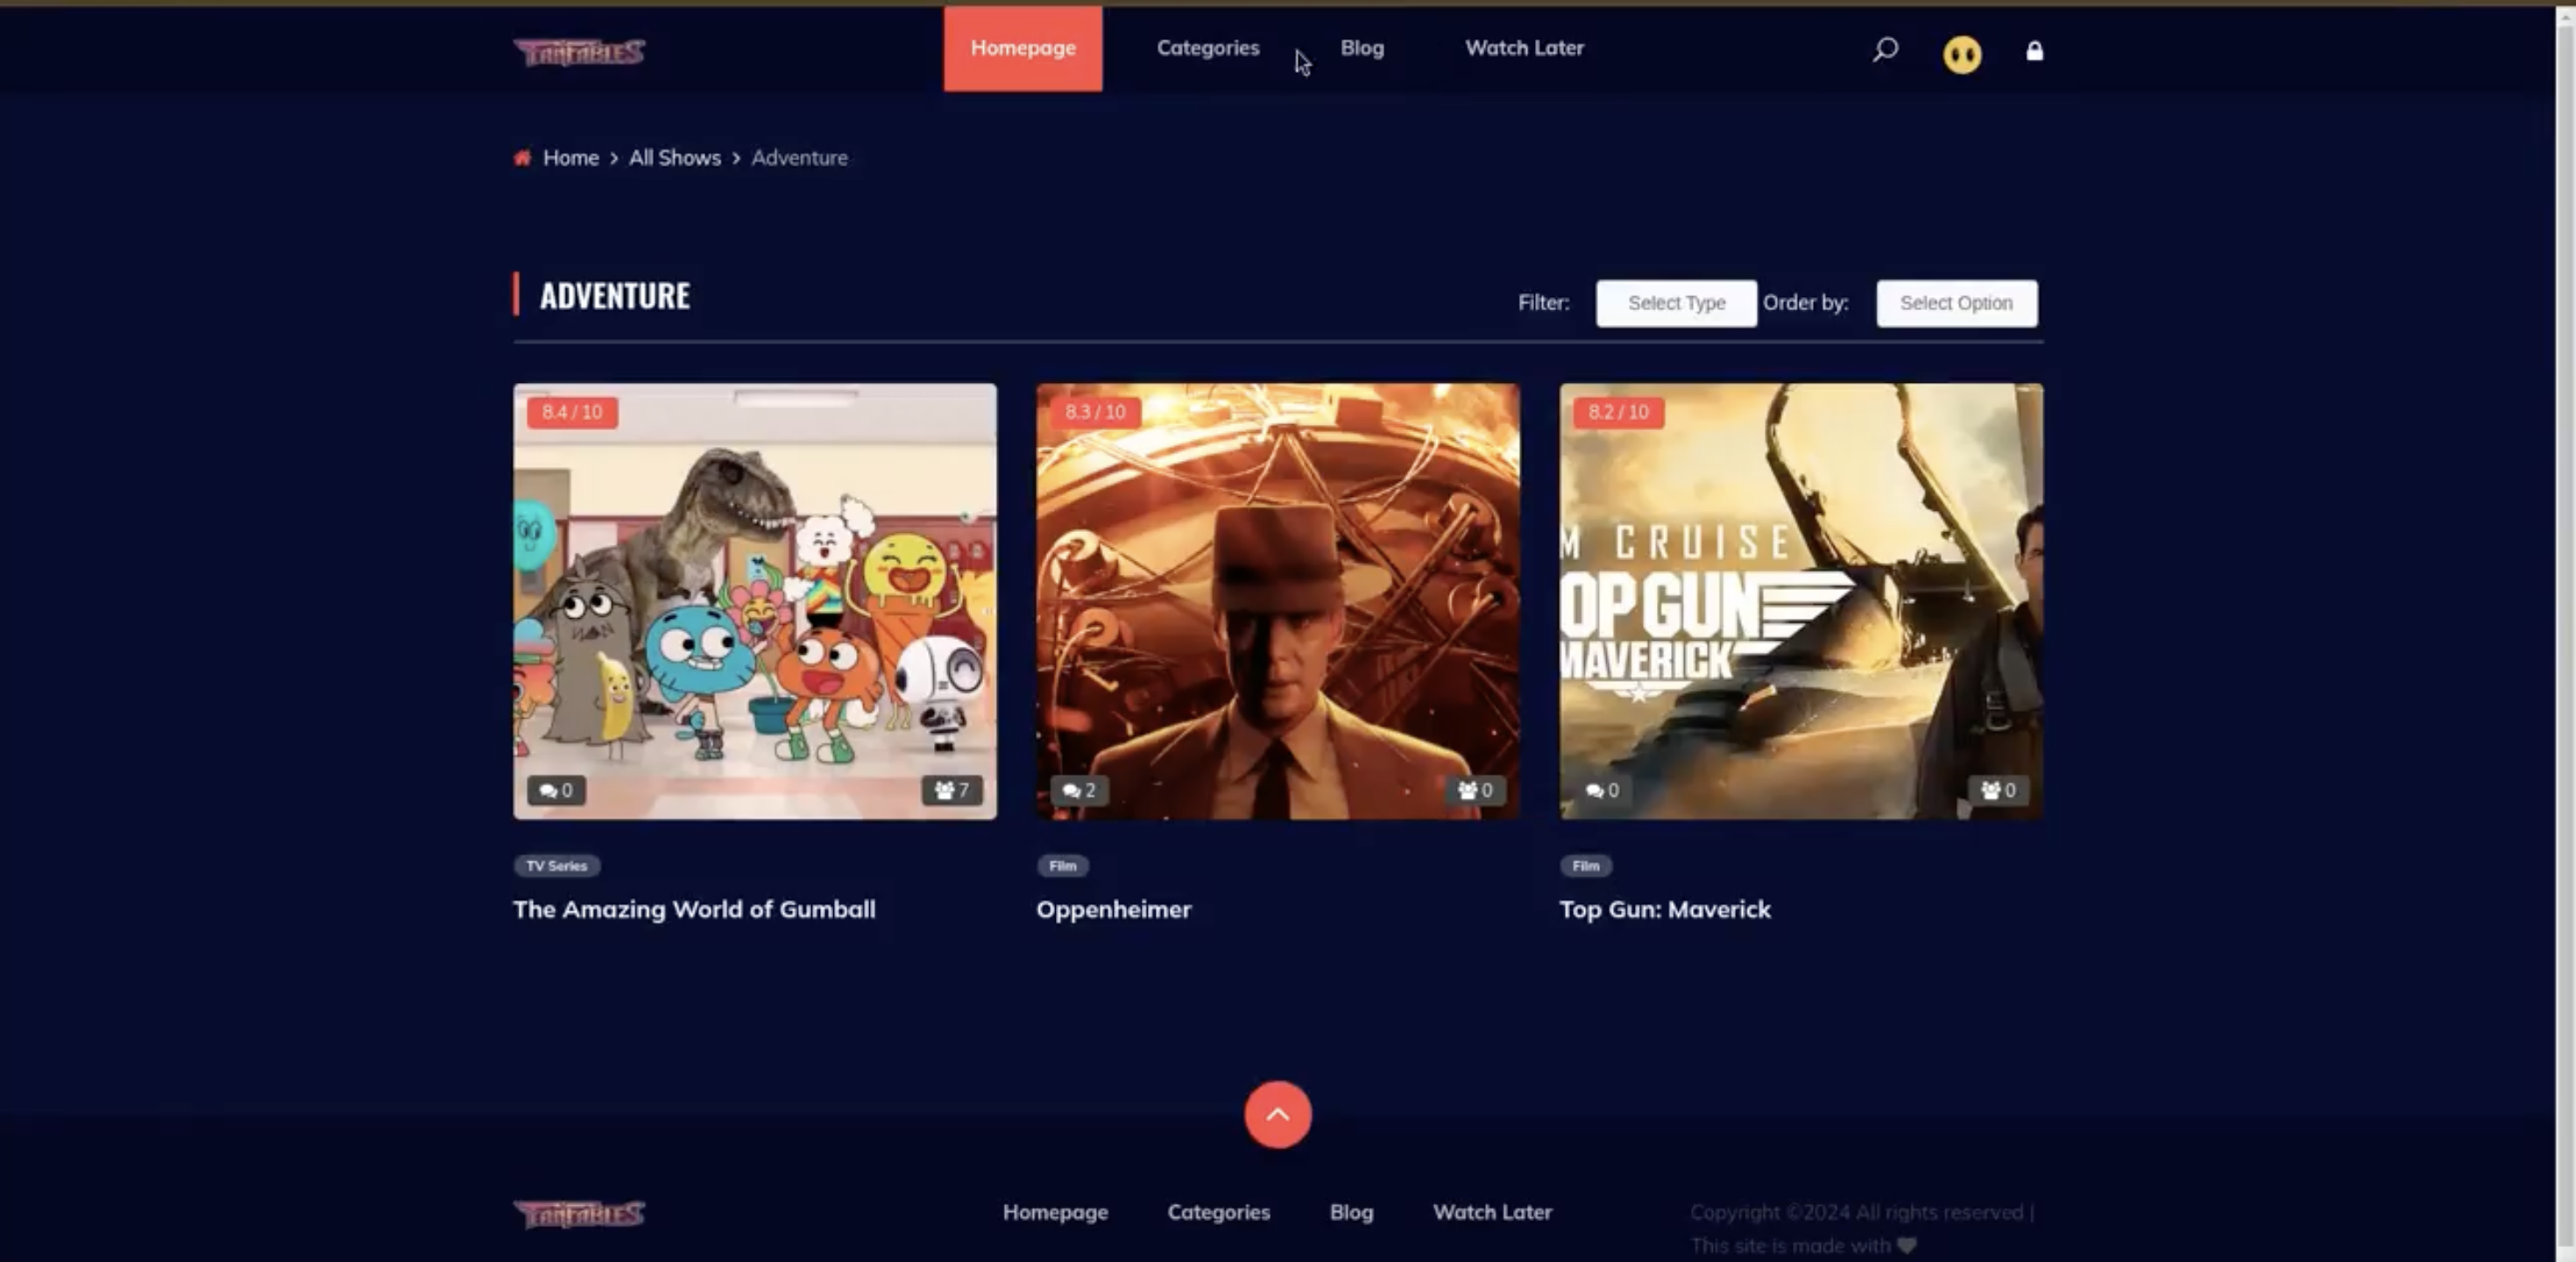 FANFABLES
Homepage
Categories
Blog
Watch Later
Home > All Shows > Adventure
ADVENTURE
Filter:
Select Type
Order by:
Select Option
8.4 / 10
8.3 / 10
8.2 / 10
M CRUISE
OP GUN
MAVERICK
0
7
2
0
0
0
TV Series
Film
Film
The Amazing World of Gumball
Oppenheimer
Top Gun: Maverick
FANFABLES
Homepage
Categories
Blog
Watch Later
Copyright ©2024 All rights reserved |
This site is made with